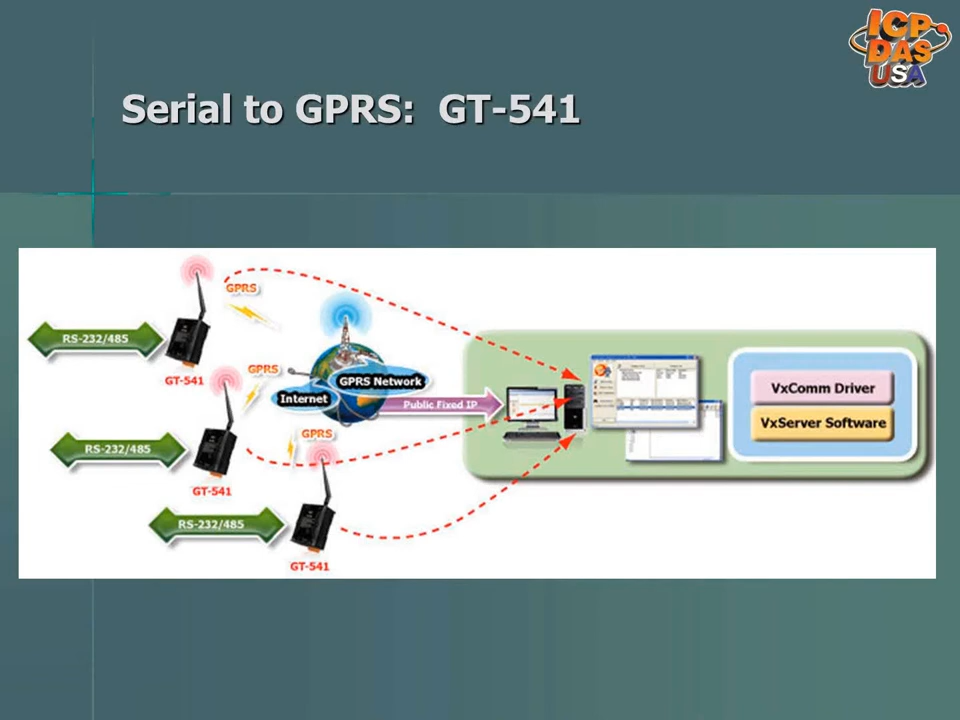 ICP
DAS
USA
Serial to GPRS: GT-541
GPRS
RS-232/485
GT-541
GPRS
GPRS Network
Internet
Public Fixed IP
VxComm Driver
VxServer Software
GPRS
RS-232/485
GT-541
RS-232/485
GT-541